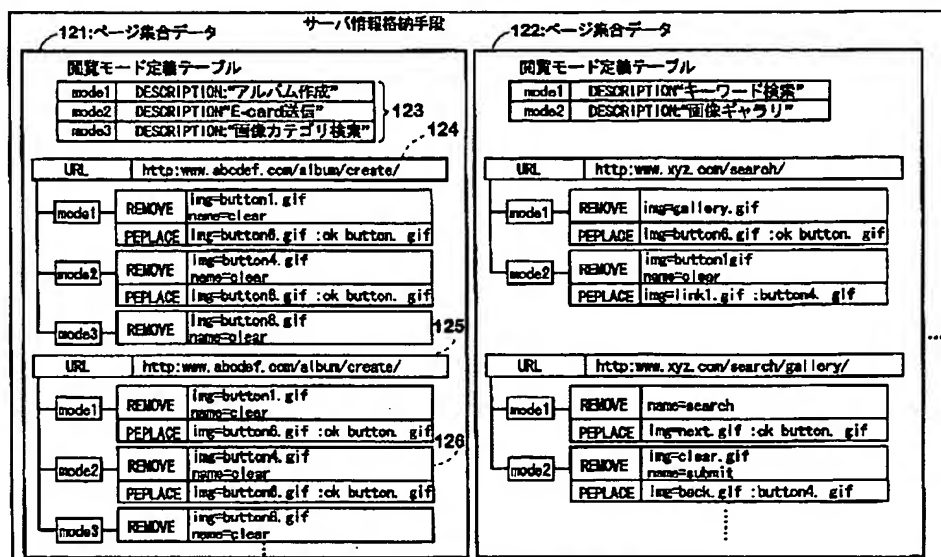 サーバ情報格納手段
121:ページ集合データ
閲覧モード定義テーブル
mode1 DESCRIPTION:"アルバム作成"
mode2 DESCRIPTION"E-card送信"
mode3 DESCRIPTION:"画像カテゴリ検索"
123
124
URL http:www.abcdef.com/album/create/
mode1 REMOVE img=button1.gif
name=clear
PEPLACE img=button6.gif :ok button. gif
mode2 REMOVE img=button4.gif
name=clear
PEPLACE img=button6.gif :ok button. gif
mode3 REMOVE img=button8.gif
name=clear
125
URL http:www.abcdef.com/album/create/
mode1 REMOVE img=button1.gif
name=clear
PEPLACE img=button6.gif :ok button. gif
126
mode2 REMOVE img=button4.gif
name=clear
PEPLACE img=button6.gif :ok button. gif
mode3 REMOVE img=button8.gif
name=clear
122:ページ集合データ
閲覧モード定義テーブル
mode1 DESCRIPTION"キーワード検索"
mode2 DESCRIPTION:"画像ギャラリ"
URL http:www.xyz.com/search/
mode1 REMOVE img=gallery.gif
PEPLACE img=button6.gif :ok button. gif
mode2 REMOVE img=button1gif
name=clear
PEPLACE img=link1.gif :button4. gif
URL http:www.xyz.com/search/gallery/
mode1 REMOVE name=search
PEPLACE img=next.gif :ok button. gif
mode2 REMOVE img=clear.gif
name=submit
PEPLACE img=back.gif :button4. gif